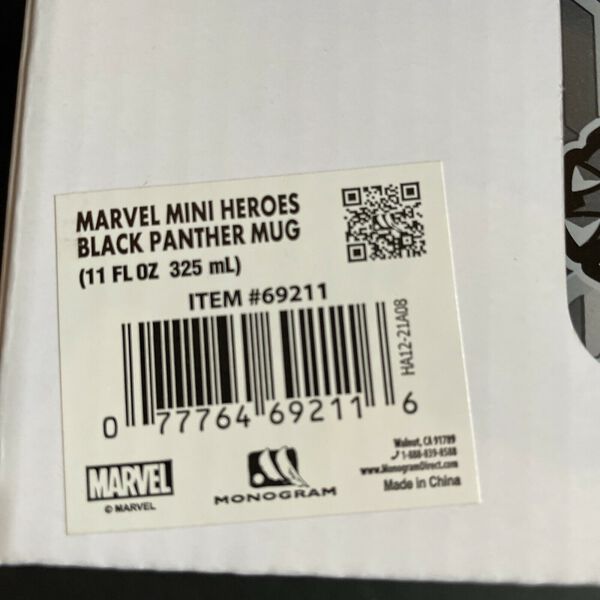 MARVEL MINI HEROES
BLACK PANTHER MUG
(11 FL OZ 325 mL)
ITEM #69211
HA12-21A08
0 77764 69211 6
Walnut, CA 91789
1-888-839-8588
www.MonogramDirect.com
Made in China
MARVEL
© MARVEL
MONOGRAM